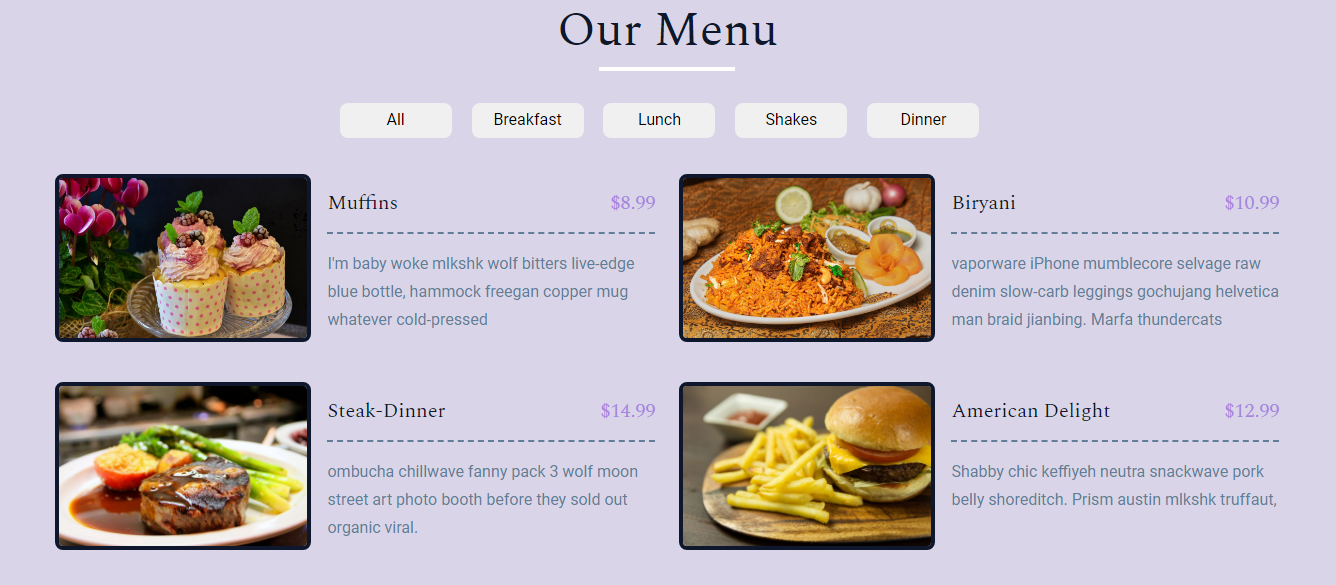 Our Menu
All
Breakfast
Lunch
Shakes
Dinner
Muffins
$8.99
I'm baby woke mlkshk wolf bitters live-edge
blue bottle, hammock freegan copper mug
whatever cold-pressed
Biryani
$10.99
vaporware iPhone mumblecore selvage raw
denim slow-carb leggings gochujang helvetica
man braid jianbing. Marfa thundercats
Steak-Dinner
$14.99
ombucha chillwave fanny pack 3 wolf moon
street art photo booth before they sold out
organic viral.
American Delight
$12.99
Shabby chic keffiyeh neutra snackwave pork
belly shoreditch. Prism austin mlkshk truffaut,